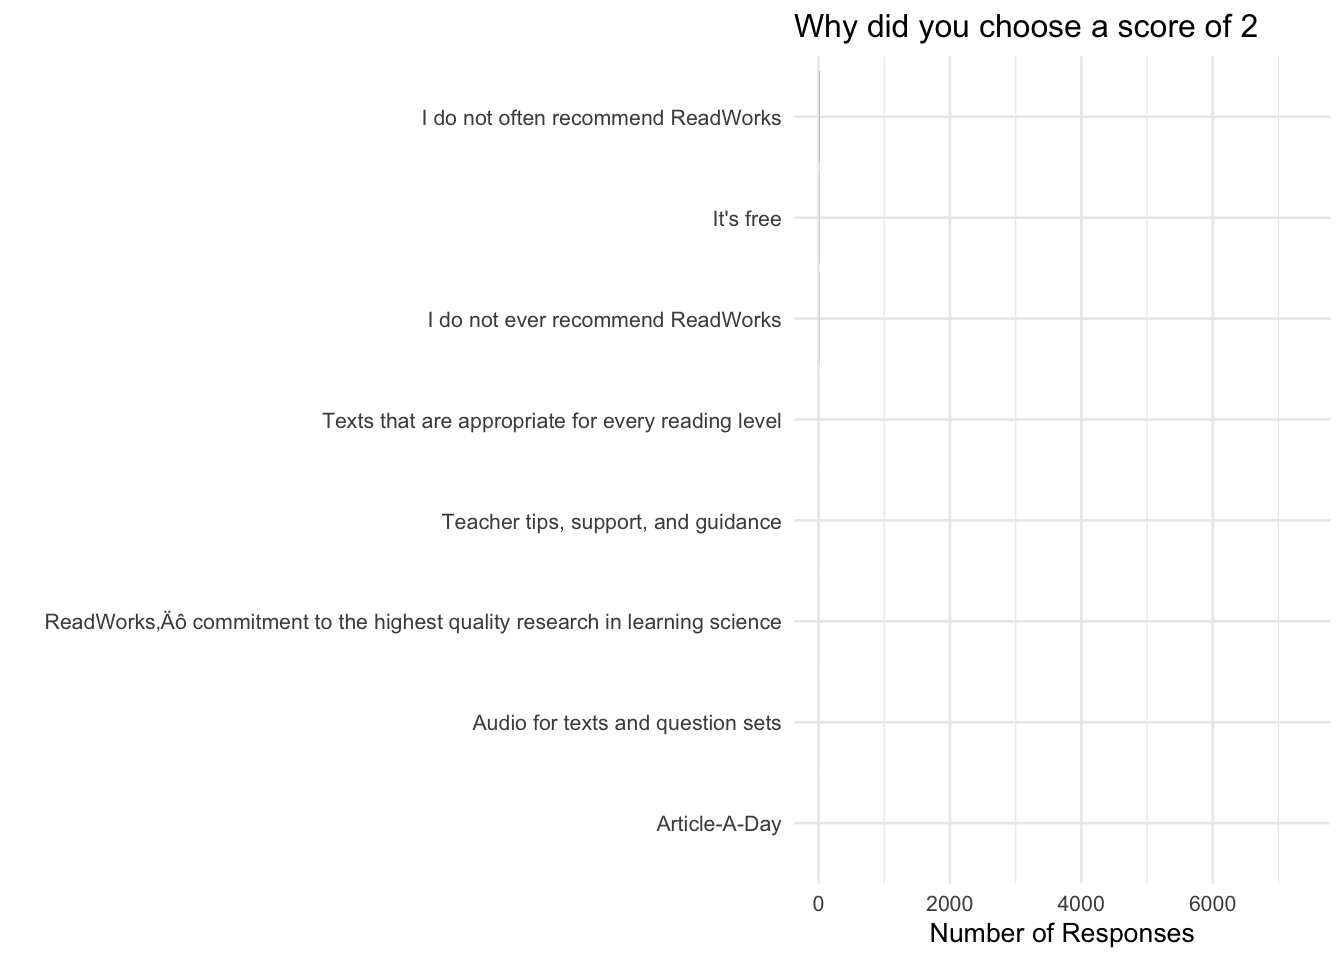 Why did you choose a score of 2
I do not often recommend ReadWorks
It's free
I do not ever recommend ReadWorks
Texts that are appropriate for every reading level
Teacher tips, support, and guidance
ReadWorks‚Äô commitment to the highest quality research in learning science
Audio for texts and question sets
Article-A-Day
0 2000 4000 6000
Number of Responses